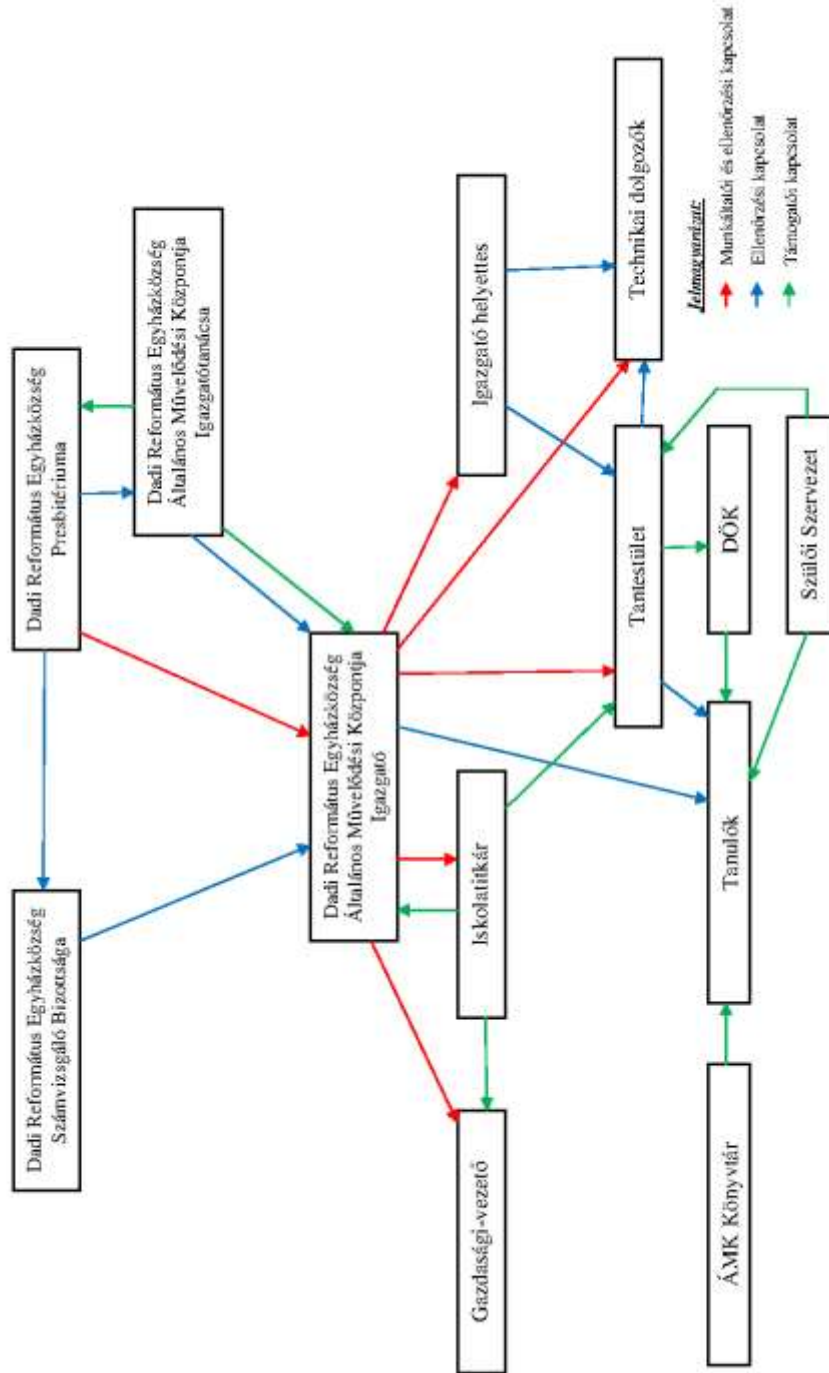 Dadi Református Egyházközség
Presbitériuma
Dadi Református Egyházközség
Számvizsgáló Bizottsága
Dadi Református Egyházközség
Általános Művelődési Központja
Igazgatótanácsa
Dadi Református Egyházközség
Általános Művelődési Központja
Igazgató
Gazdasági-vezető
Iskolatitkár
Igazgató helyettes
Tantestület
Technikai dolgozók
ÁMK Könyvtár
Tanulók
DÖK
Szülői Szervezet
Jelmagyarázat:
Munkáltatói és ellenőrzési kapcsolat
Ellenőrzési kapcsolat
Támogatói kapcsolat